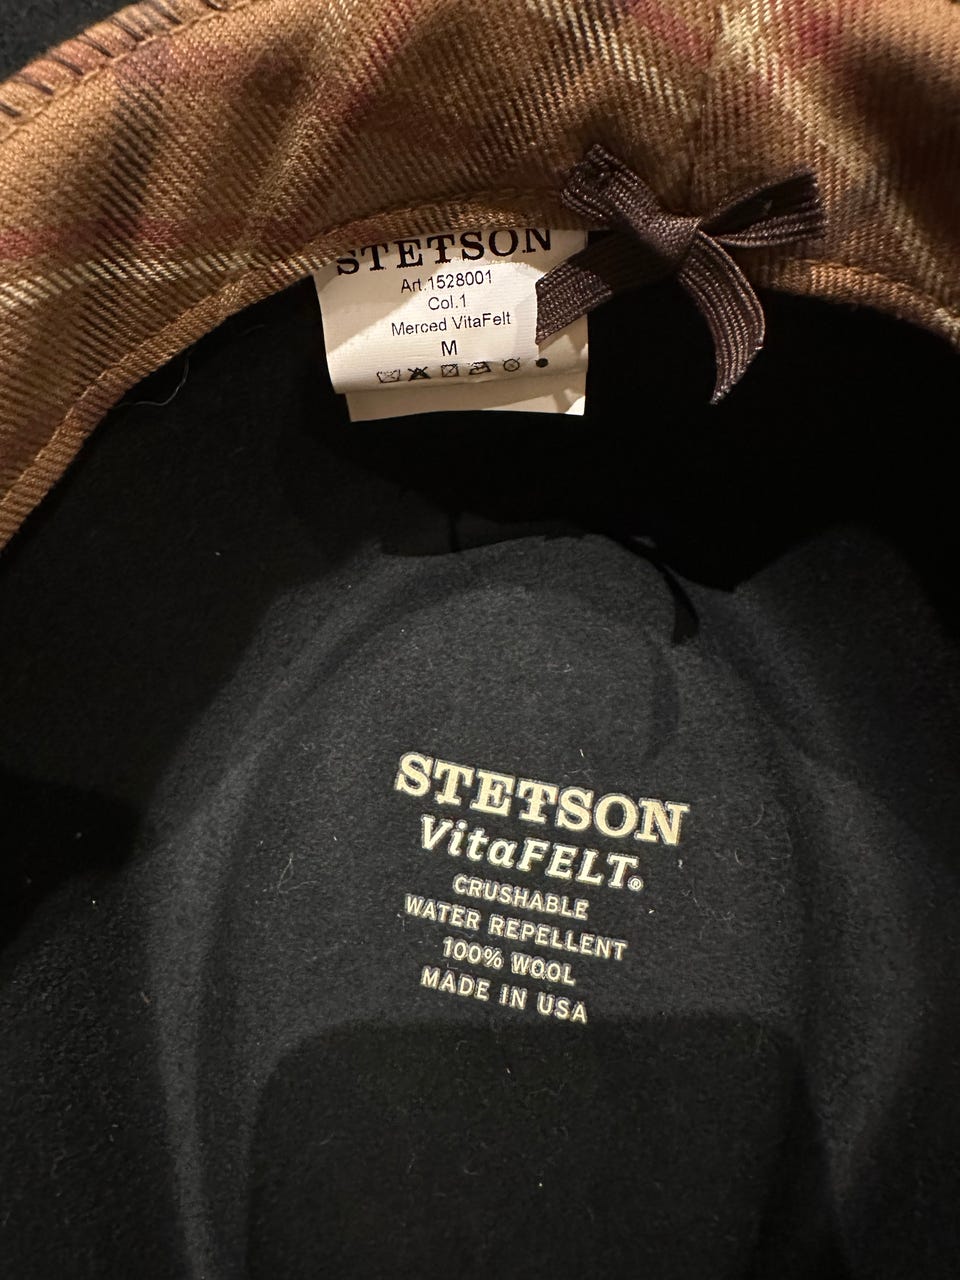 STETSON
Art.1528001
Col.1
Merced VitaFelt
M
STETSON
VitaFELT®
CRUSHABLE
WATER REPELLENT
100% WOOL
MADE IN USA